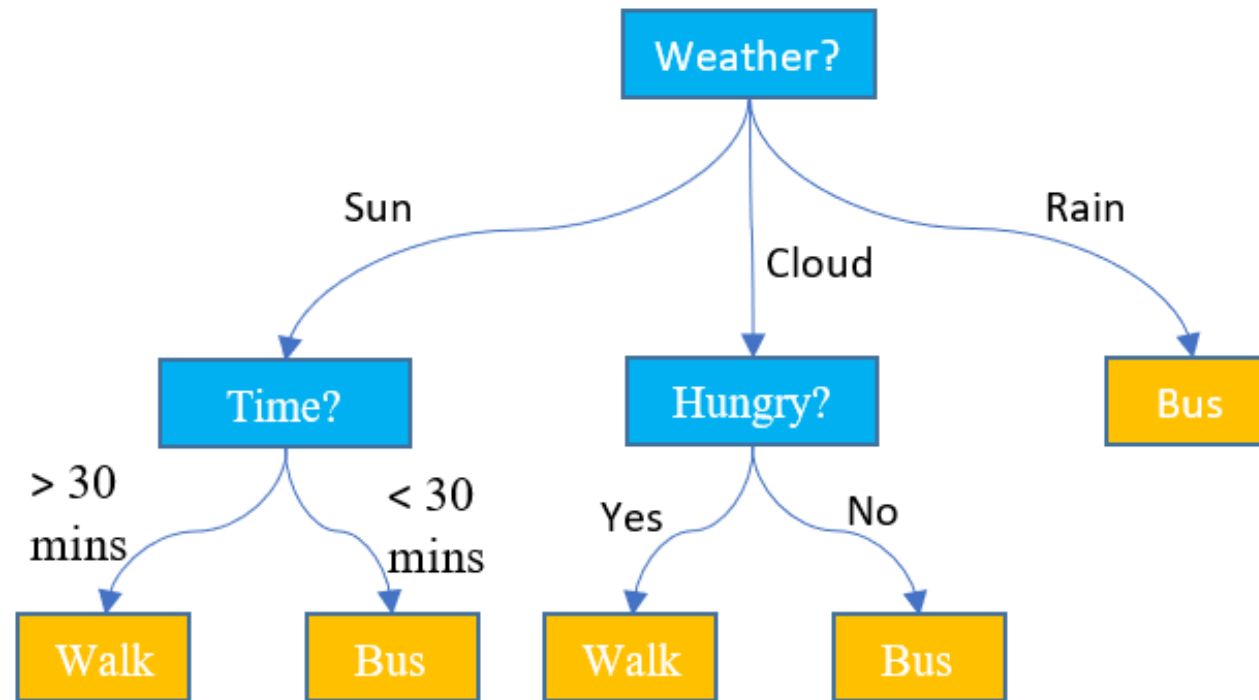 Weather?
Sun
Rain
Cloud
Time?
Hungry?
Bus
> 30
mins
< 30
mins
Yes
No
Walk
Bus
Walk
Bus